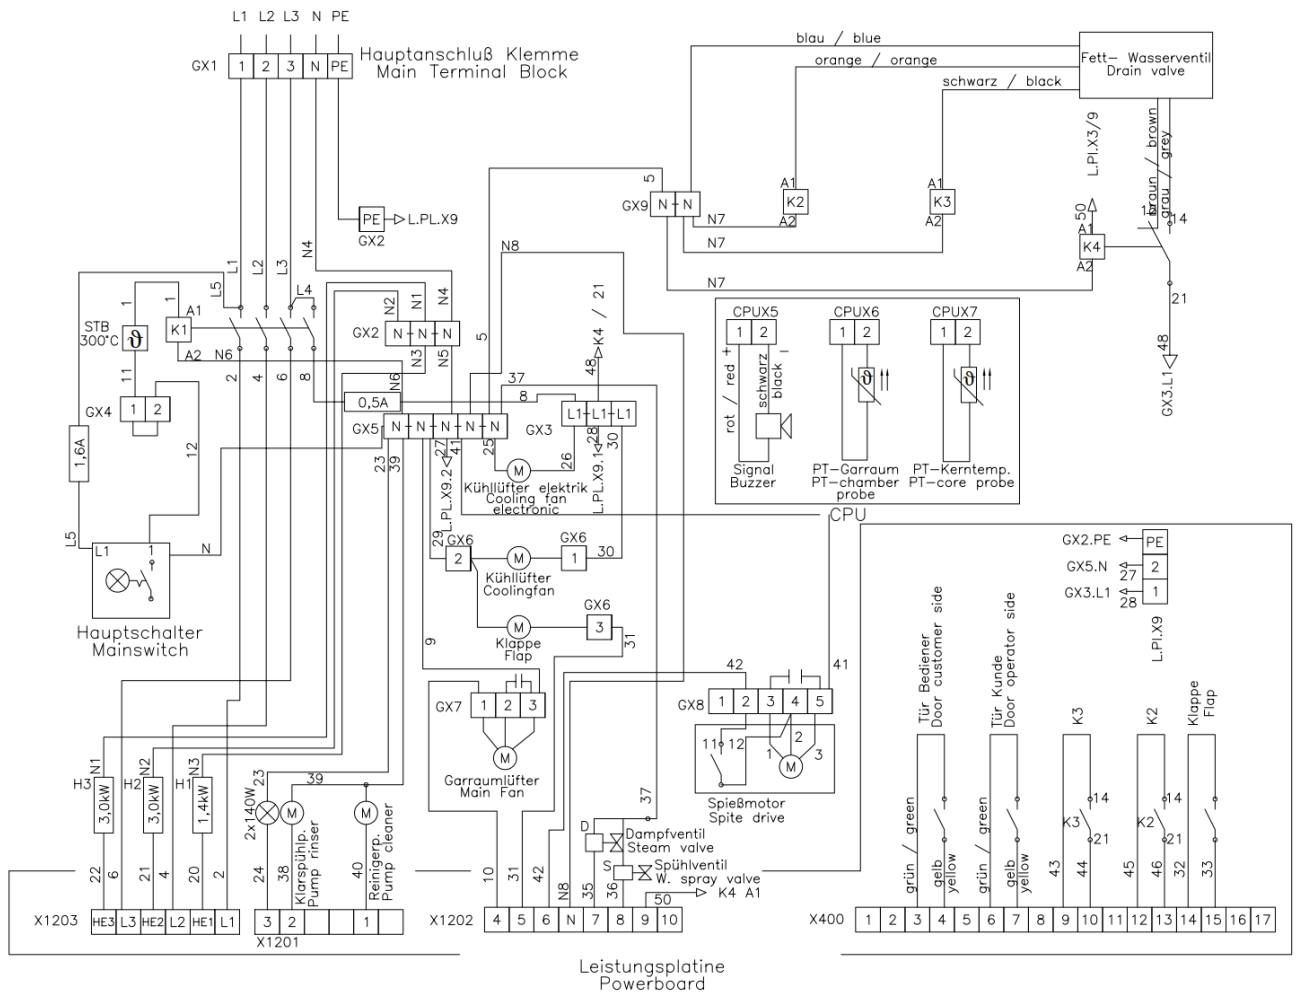 L1 L2 L3 N PE
GX1 1 2 3 N PE
Hauptanschluß Klemme
Main Terminal Block
blau / blue
orange / orange
schwarz / black
Fett- Wasserventil
Drain valve
L.PI.X3/9
braun / brown
grau / grey
PE L.PL.X9
GX2
N4
GX9 N N
5
A1
K2
A2
N7
A1
K3
A2
N7
N7
50
A1
K4
A2
12 14
21
48
GX3.L1
L1 L2 L3 L4 L5
STB
300°C
ϑ
1 1
A1
K1
A2 N6
11
GX4 1 2
12
1,6A
2 4 6 8
N2 N1 N4
GX2 N N N
N3 N5
N6
N8
5
37
0,5A
8
K4 / 21
48
GX5 N N N N N
GX3 L1 L1 L1
23 39 27 41 25 26 28 30
L.PL.X9.2
L.PL.X9.1
M
Kühllüfter elektrik
Cooling fan
electronic
CPUX5
1 2
rot / red +
schwarz
black -
Signal
Buzzer
CPUX6
1 2
ϑ
PT-Garraum
PT-chamber
probe
CPUX7
1 2
ϑ
PT-Kerntemp.
PT-core probe
CPU
L5
L1 1 N
Hauptschalter
Mainswitch
29
GX6
2
M
GX6
1
30
Kühllüfter
Coolingfan
GX6
3
M
31
Klappe
Flap
9
GX7 1 2 3
M
Garraumlüfter
Main Fan
42 41
GX8 1 2 3 4 5
11 12
1 2 3
M
Spießmotor
Spite drive
GX2.PE PE
GX5.N 2
27
GX3.L1 1
28
L.PI.X9
Tür Bediener
Door customer side
Tür Kunde
Door operator side
K3
K2
Klappe
Flap
H3 N1
3,0kW
H2 N2
3,0kW
H1 N3
1,4kW
22 6 21 4 20 2
X1203 HE3 L3 HE2 L2 HE1 L1
23 39
2x140W
M
Klarspühlp.
Pump rinser
M
Reinigerp.
Pump cleaner
24 38 40
3 2 1
X1201
37
D
Dampfventil
Steam valve
S
Spühlventil
W. spray valve
50 K4 A1
10 31 42 N8 35 36
X1202 4 5 6 N 7 8 9 10
grün / green
gelb
yellow
grün / green
gelb
yellow
K3 14
21
K2 14
21
43 44 45 46 32 33
X400 1 2 3 4 5 6 7 8 9 10 11 12 13 14 15 16 17
Leistungsplatine
Powerboard